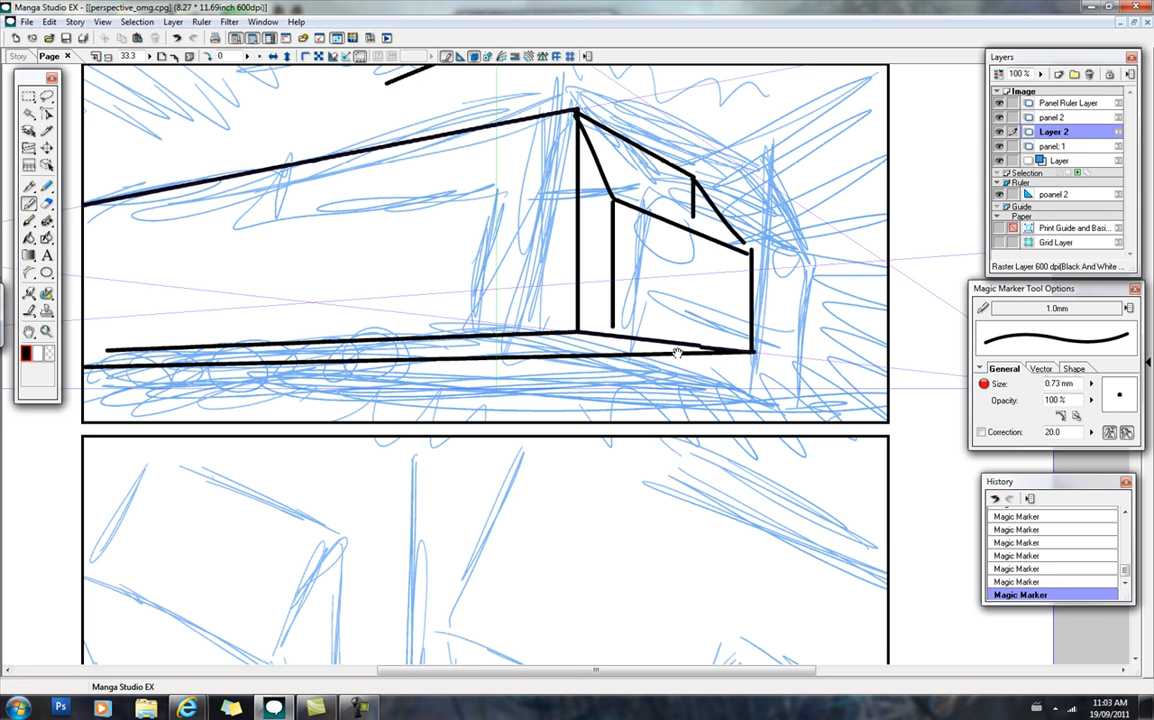 Manga Studio EX - [[perspective_omg.cpg] (8.27 * 11.69inch 600dpi)]
File Edit Story View Selection Layer Ruler Filter Window Help
33.3
0
Story Page
Layers
100 %
Image
Panel Ruler Layer
panel 2
Layer 2
panel; 1
Layer
Selection
Ruler
poanel 2
Guide
Paper
Print Guide and Basi...
Grid Layer
Raster Layer 600 dpi(Black And White ...
Magic Marker Tool Options
1.0mm
General Vector Shape
Size: 0.73 mm
Opacity: 100 %
Correction: 20.0
History
Magic Marker
Magic Marker
Magic Marker
Magic Marker
Magic Marker
Magic Marker
Magic Marker
Manga Studio EX
Ps
11:03 AM
19/09/2011